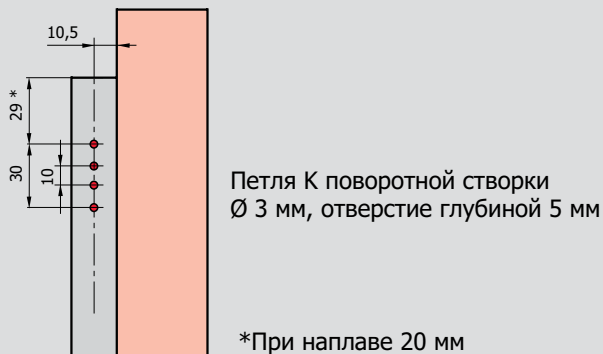 10,5
29 *
30
10
Петля K поворотной створки
Ø 3 мм, отверстие глубиной 5 мм
*При наплаве 20 мм